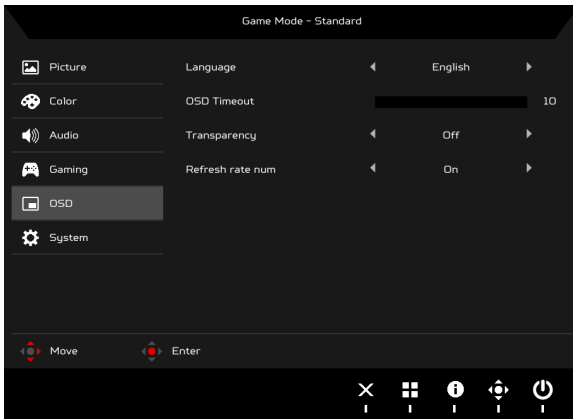 Game Mode - Standard
Picture
Language English
Color
OSD Timeout 10
Audio
Transparency Off
Gaming
Refresh rate num On
OSD
System
Move Enter